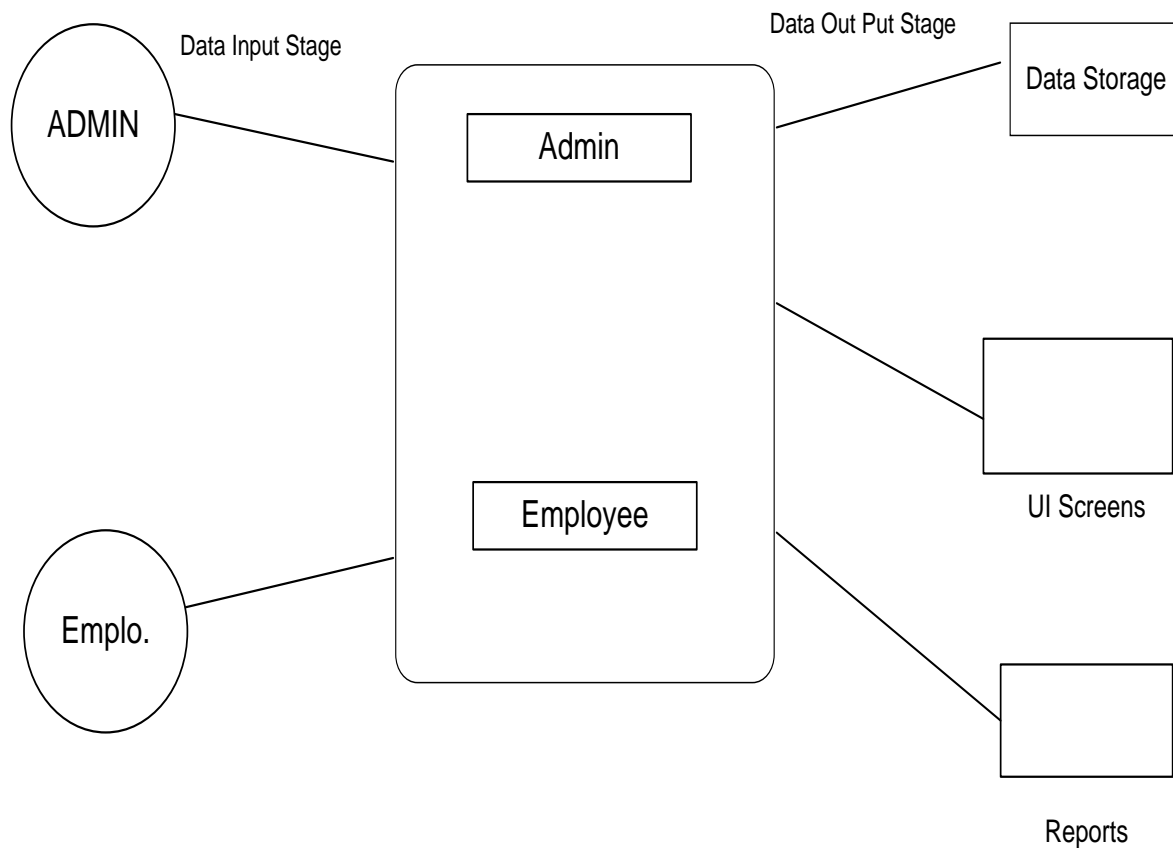 Data Input Stage
Data Out Put Stage
ADMIN
Admin
Data Storage
Employee
UI Screens
Emplo.
Reports